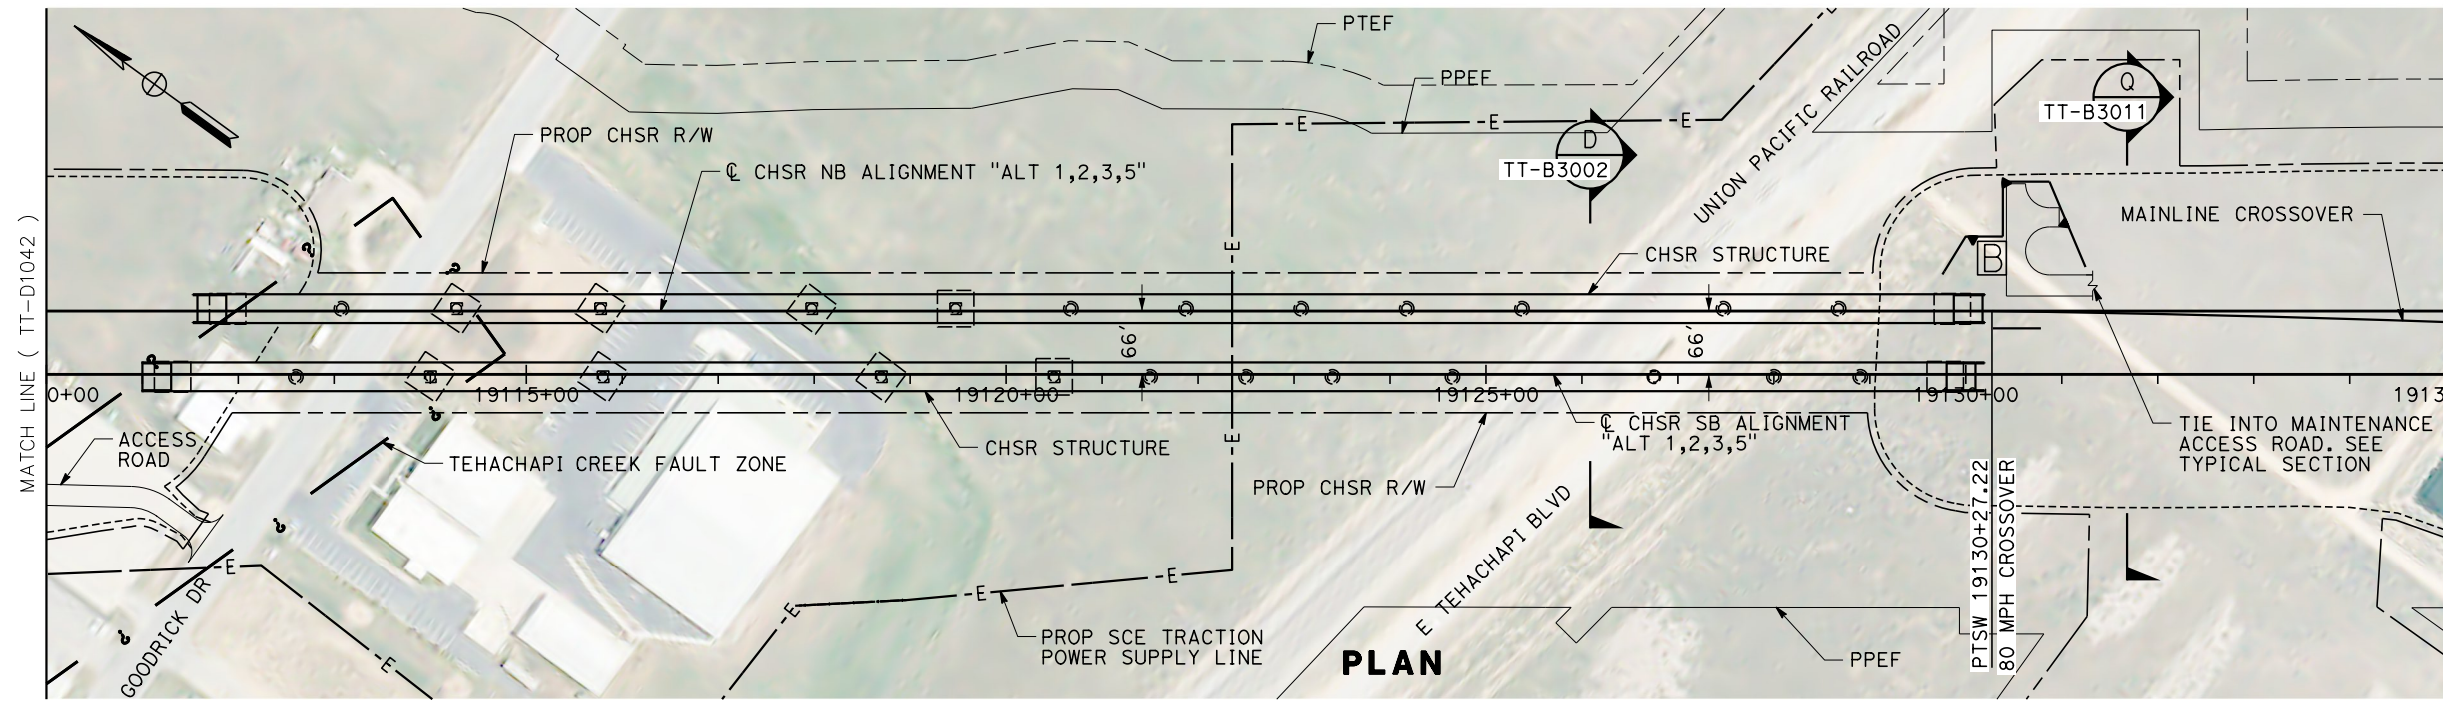 PTEF
PPEF
UNION PACIFIC RAILROAD
Q
TT-B3011
D
TT-B3002
PROP CHSR R/W
℄ CHSR NB ALIGNMENT "ALT 1,2,3,5"
MAINLINE CROSSOVER
CHSR STRUCTURE
B
MATCH LINE ( TT-D1042 )
66'
66'
0+00
19115+00
19120+00
19125+00
19130+00
1913
ACCESS
ROAD
TEHACHAPI CREEK FAULT ZONE
CHSR STRUCTURE
℄ CHSR SB ALIGNMENT
"ALT 1,2,3,5"
TIE INTO MAINTENANCE
ACCESS ROAD. SEE
TYPICAL SECTION
PROP CHSR R/W
E
E
E
E
E
E
E
E
E
E
E
E
?
?
?
?
?
?
GOODRICK DR
E TEHACHAPI BLVD
PTSW 19130+27.22
80 MPH CROSSOVER
PROP SCE TRACTION
POWER SUPPLY LINE
PLAN
PPEF